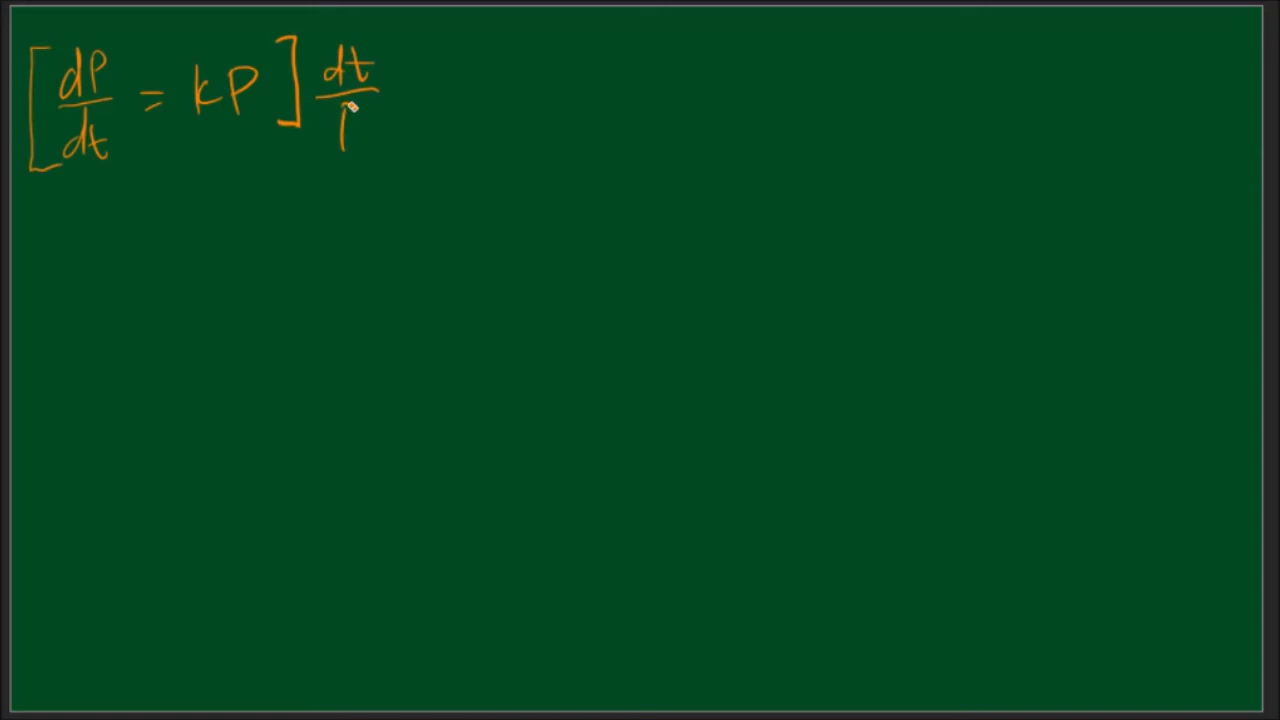 [dP/dt = kP] dt/P